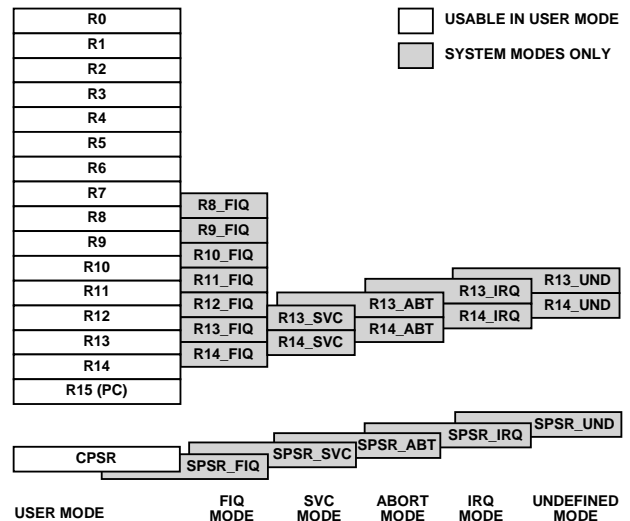 R0
R1
R2
R3
R4
R5
R6
R7
R8
R9
R10
R11
R12
R13
R14
R15 (PC)
R8_FIQ
R9_FIQ
R10_FIQ
R11_FIQ
R12_FIQ
R13_FIQ
R14_FIQ
R13_SVC
R14_SVC
R13_ABT
R14_ABT
R13_IRQ
R14_IRQ
R13_UND
R14_UND
USABLE IN USER MODE
SYSTEM MODES ONLY
CPSR
SPSR_FIQ
SPSR_SVC
SPSR_ABT
SPSR_IRQ
SPSR_UND
USER MODE
FIQ
MODE
SVC
MODE
ABORT
MODE
IRQ
MODE
UNDEFINED
MODE